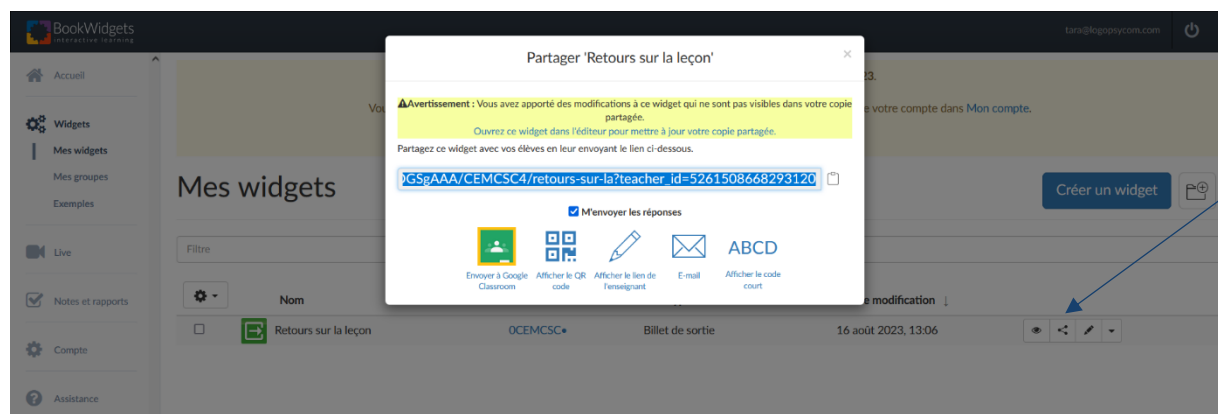 BookWidgets
interactive learning
tara@logopsycom.com
Accueil
Widgets
Mes widgets
Mes groupes
Exemples
Live
Notes et rapports
Compte
Assistance
23.
Vou
e votre compte dans Mon compte.
Mes widgets
Créer un widget
Filtre
Nom
e modification ↓
Retours sur la leçon
0CEMCSC•
Billet de sortie
16 août 2023, 13:06
Partager 'Retours sur la leçon'
×
Avertissement : Vous avez apporté des modifications à ce widget qui ne sont pas visibles dans votre copie
partagée.
Ouvrez ce widget dans l'éditeur pour mettre à jour votre copie partagée.
Partagez ce widget avec vos élèves en leur envoyant le lien ci-dessous.
GSgAAA/CEMCSC4/retours-sur-la?teacher_id=5261508668293120
M'envoyer les réponses
ABCD
Envoyer à Google
Classroom
Afficher le QR
code
Afficher le lien de
l'enseignant
E-mail
Afficher le code
court